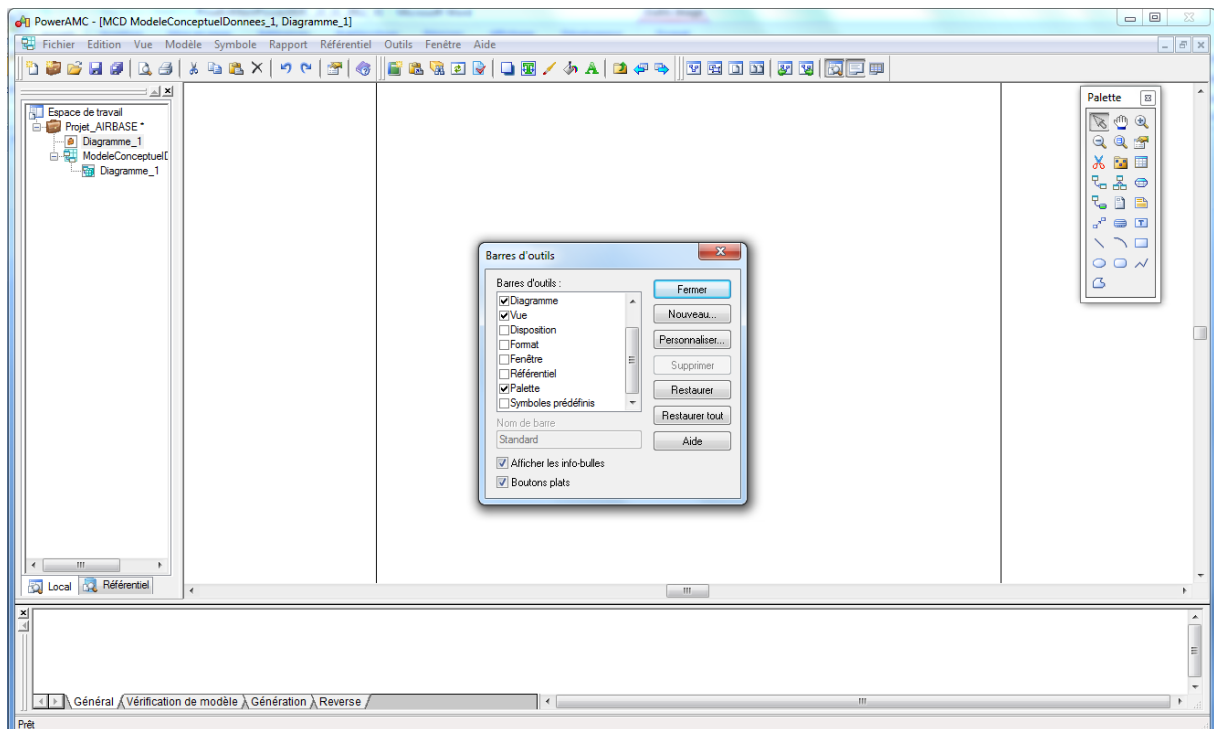 PowerAMC - [MCD ModeleConceptuelDonnees_1, Diagramme_1]
Fichier Edition Vue Modèle Symbole Rapport Référentiel Outils Fenêtre Aide
Espace de travail
Projet_AIRBASE *
Diagramme_1
ModeleConceptuelD
Diagramme_1
Local
Référentiel
Palette
Barres d'outils
Barres d'outils :
Diagramme
Vue
Disposition
Format
Fenêtre
Référentiel
Palette
Symboles prédéfinis
Nom de barre
Standard
Afficher les info-bulles
Boutons plats
Fermer
Nouveau...
Personnaliser...
Supprimer
Restaurer
Restaurer tout
Aide
Général Vérification de modèle Génération Reverse
Prêt